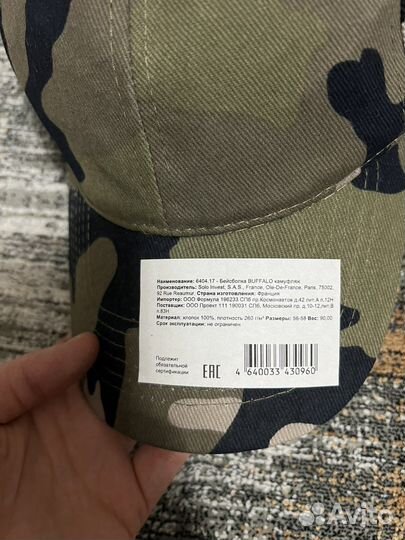 Наименование: 6404.17 - Бейсболка BUFFALO камуфляж
Производитель: Solo Invest, S.A.S., France, Ole-De-France, Paris, 75002,
92 Rue Reaumur. Страна изготовления: Франция
Импортер: ООО Формула 196233 СПб пр.Космонавтов д.42 лит.А п.12Н
Поставщик: ООО Проект 111 190031 СПб, Московский пр, д.10-12,лит.В
п.83Н
Материал: хлопок 100%, плотность 260 г/м² Размеры: 56-58 Вес: 90,00
Срок эксплуатации: не ограничен
Подлежит
обязательной
сертификации
EAC
4 640033 430960
Avito